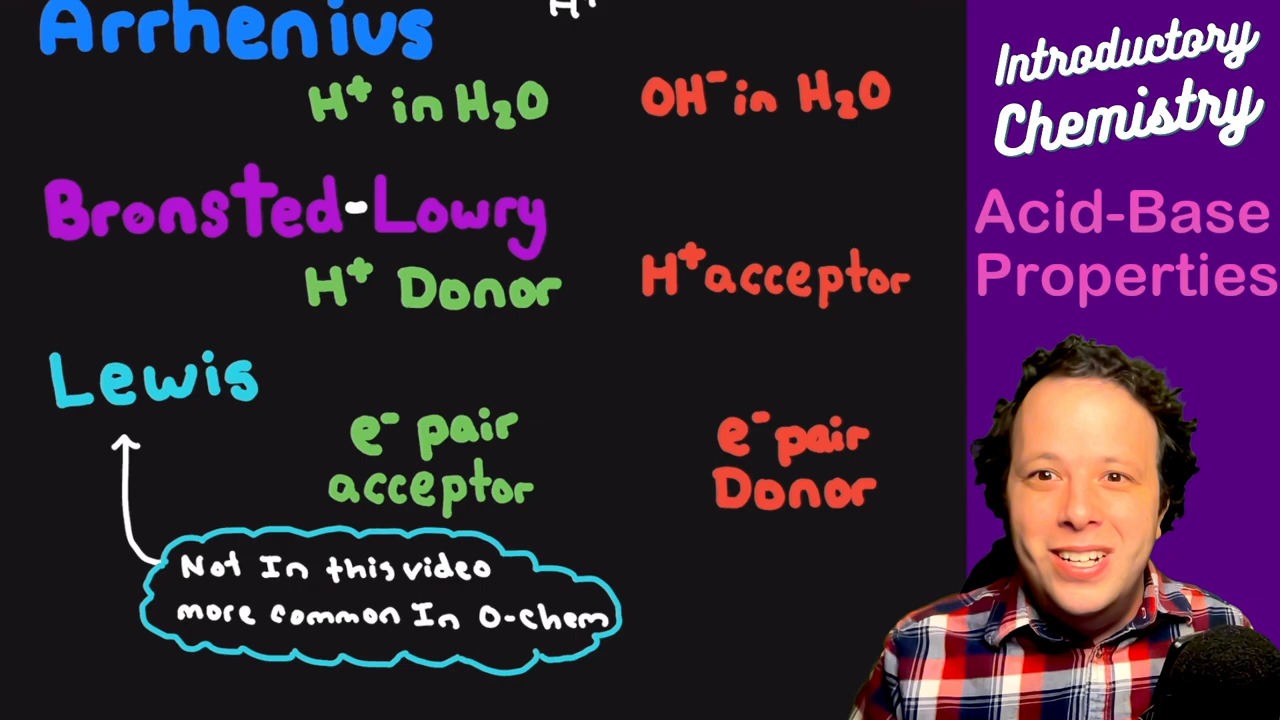 H⁺
Arrhenius
H⁺ in H₂O
OH⁻ in H₂O
Bronsted-Lowry
H⁺ Donor
H⁺ acceptor
Lewis
e⁻ pair
acceptor
e⁻ pair
Donor
Not In this video
more common In O-Chem
Introductory
Chemistry
Acid-Base
Properties